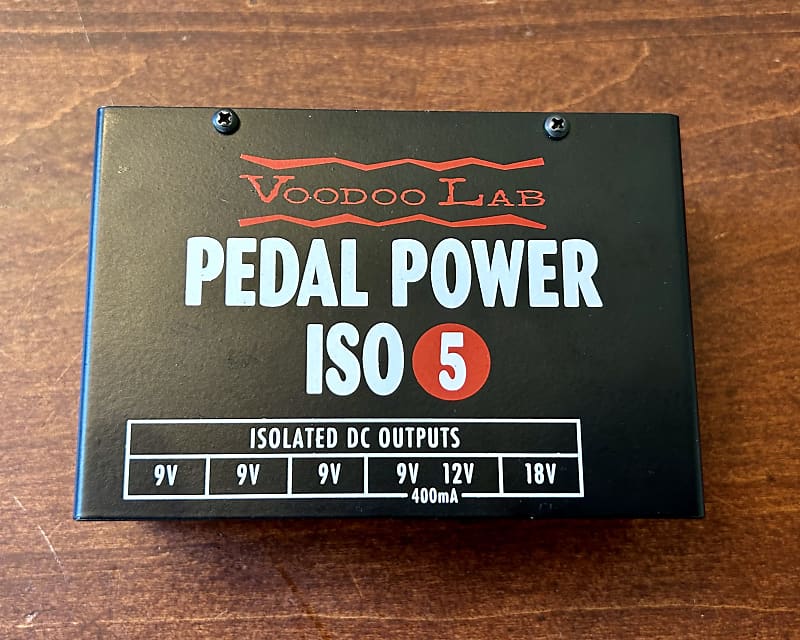 VOODOO LAB
PEDAL POWER
ISO 5
ISOLATED DC OUTPUTS
9V 9V 9V 9V 12V 18V
400mA